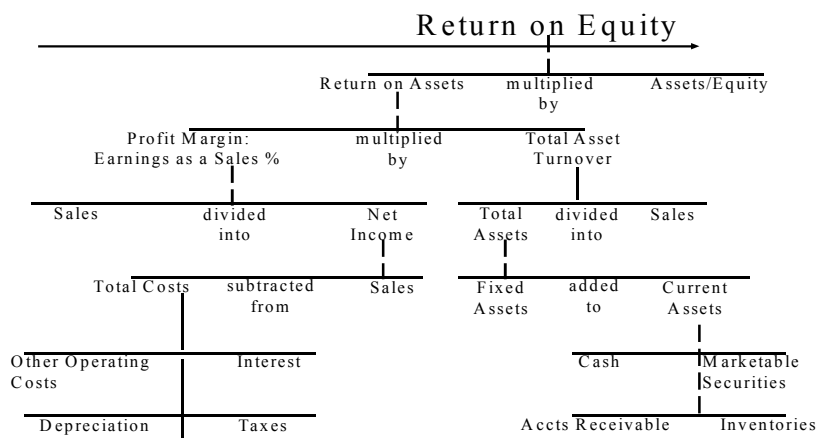 Return on Equity
Return on Assets multiplied by Assets/Equity
Profit Margin: Earnings as a Sales % multiplied by Total Asset Turnover
Sales divided into Net Income Total Assets divided into Sales
Total Costs subtracted from Sales Fixed Assets added to Current Assets
Other Operating Costs Interest Cash Marketable Securities
Depreciation Taxes Accts Receivable Inventories